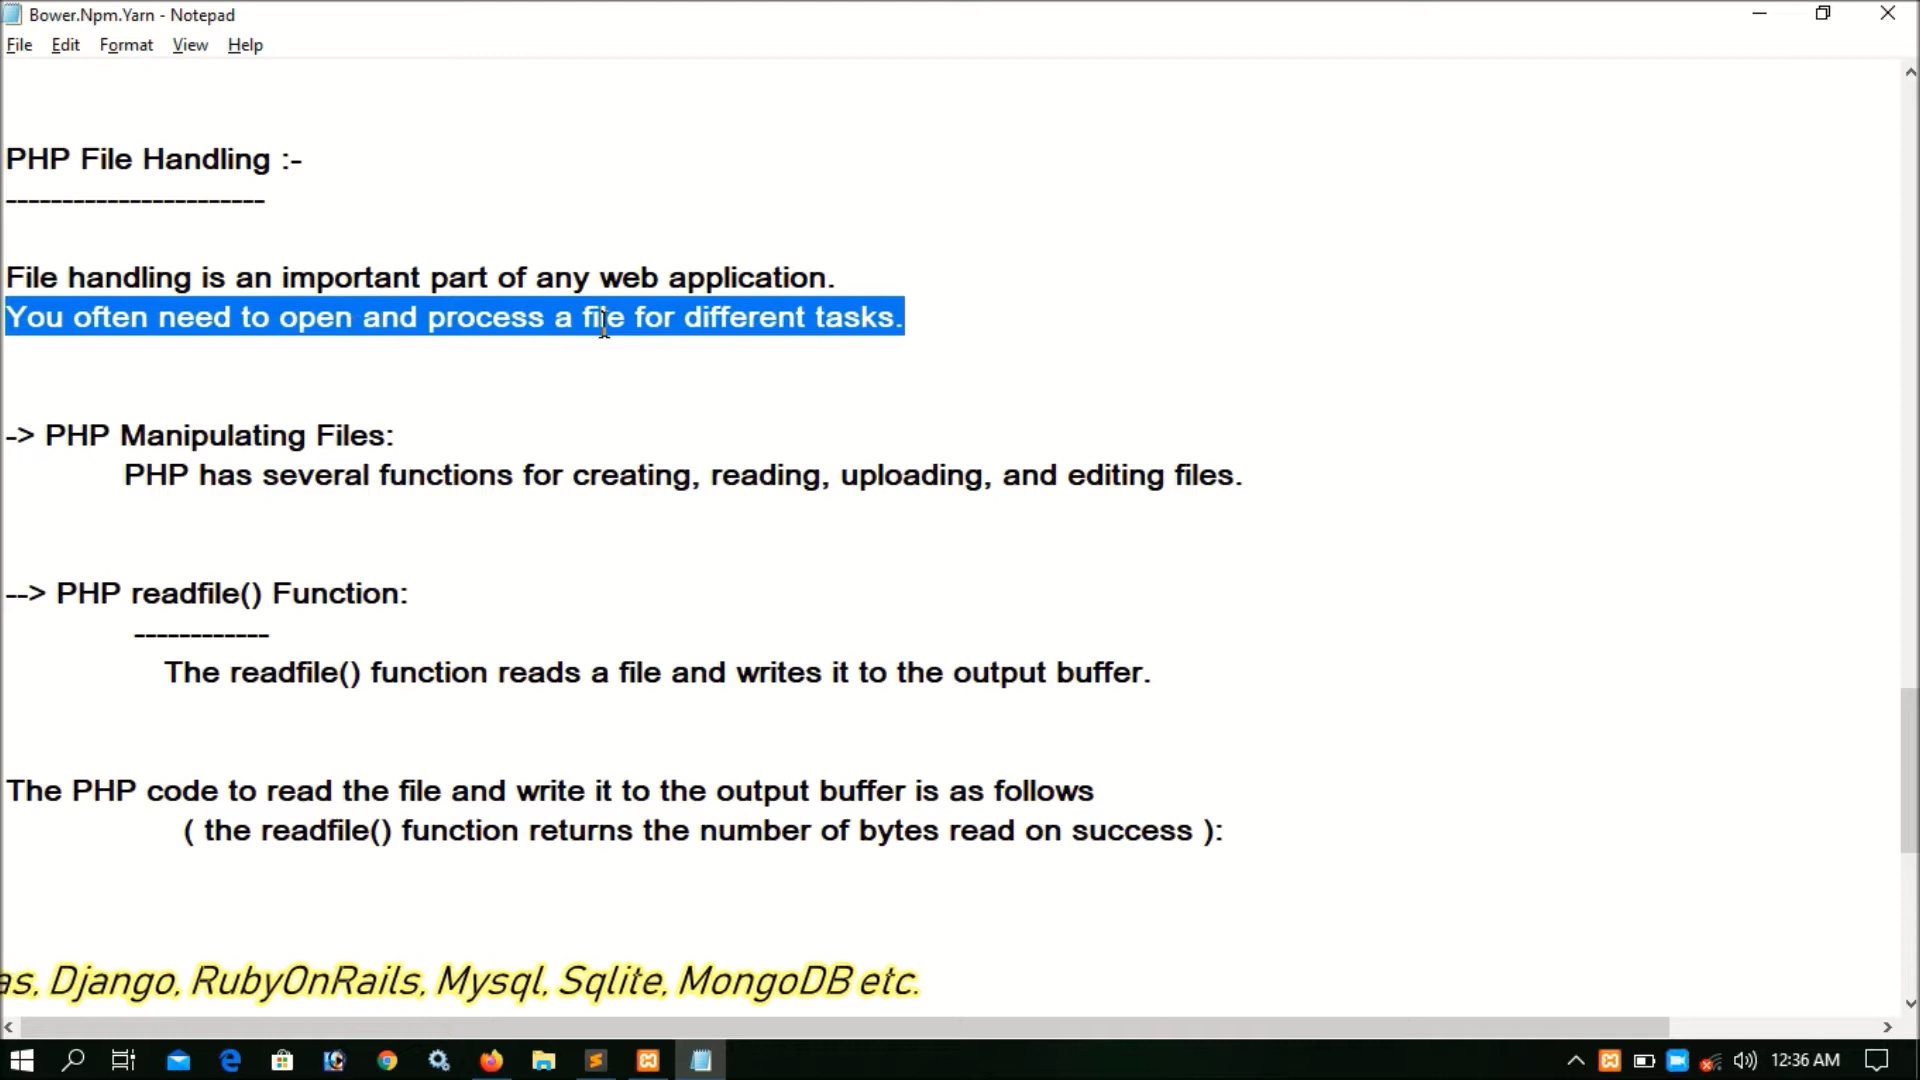 Bower.Npm.Yarn - Notepad
File Edit Format View Help
PHP File Handling :-
-----------------------
File handling is an important part of any web application.
You often need to open and process a file for different tasks.
-> PHP Manipulating Files:
PHP has several functions for creating, reading, uploading, and editing files.
--> PHP readfile() Function:
------------
The readfile() function reads a file and writes it to the output buffer.
The PHP code to read the file and write it to the output buffer is as follows
( the readfile() function returns the number of bytes read on success ):
as, Django, RubyOnRails, Mysql, Sqlite, MongoDB etc.
12:36 AM